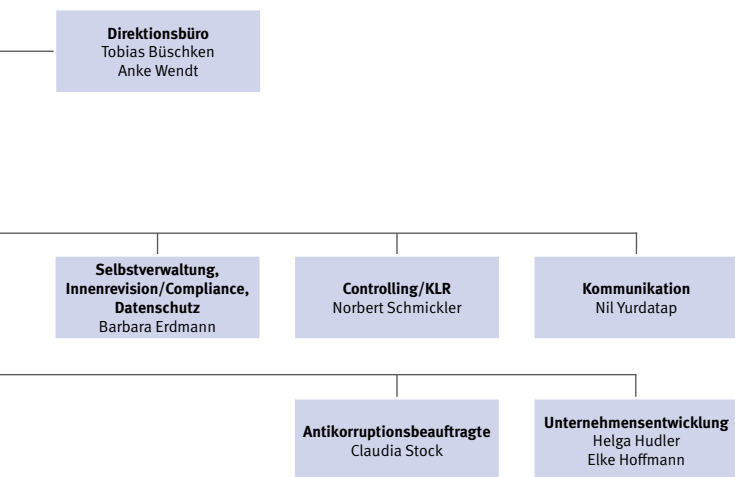 Direktionsbüro
Tobias Büschken
Anke Wendt
Selbstverwaltung,
Innenrevision/Compliance,
Datenschutz
Barbara Erdmann
Controlling/KLR
Norbert Schmickler
Kommunikation
Nil Yurdatap
Antikorruptionsbeauftragte
Claudia Stock
Unternehmensentwicklung
Helga Hudler
Elke Hoffmann